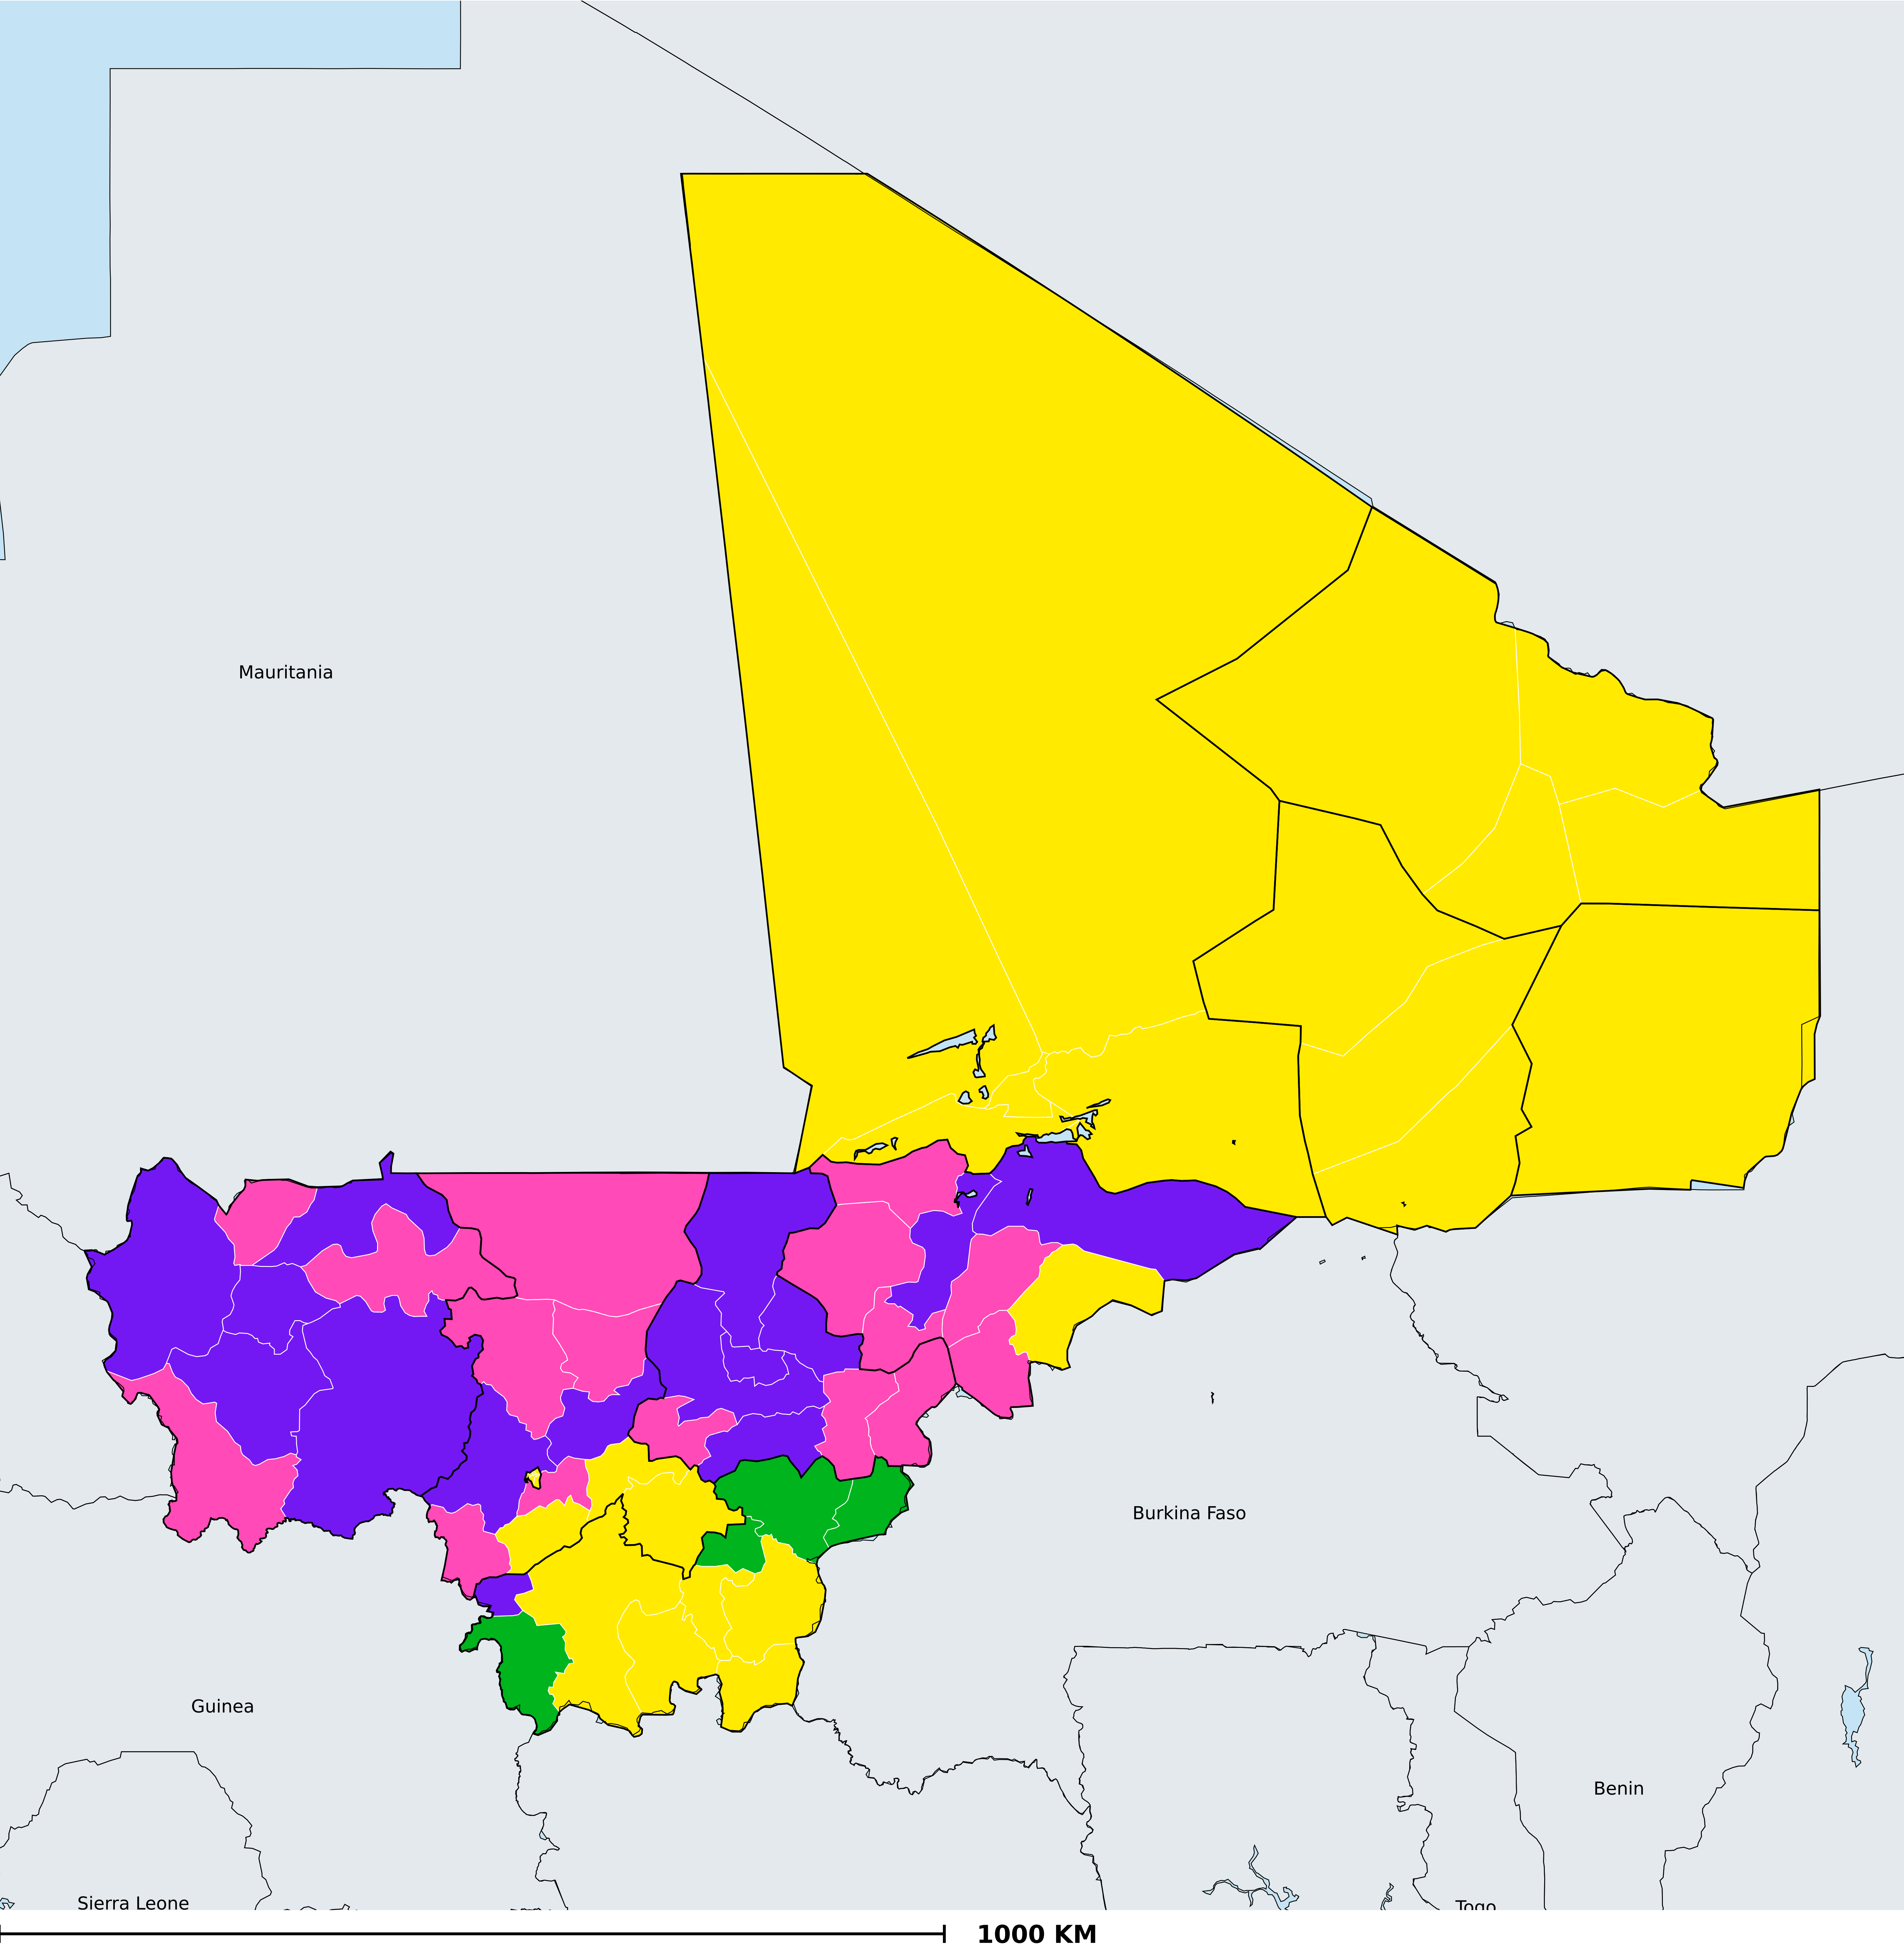 Mauritania
Burkina Faso
Guinea
Benin
Sierra Leone
Togo
1000 KM